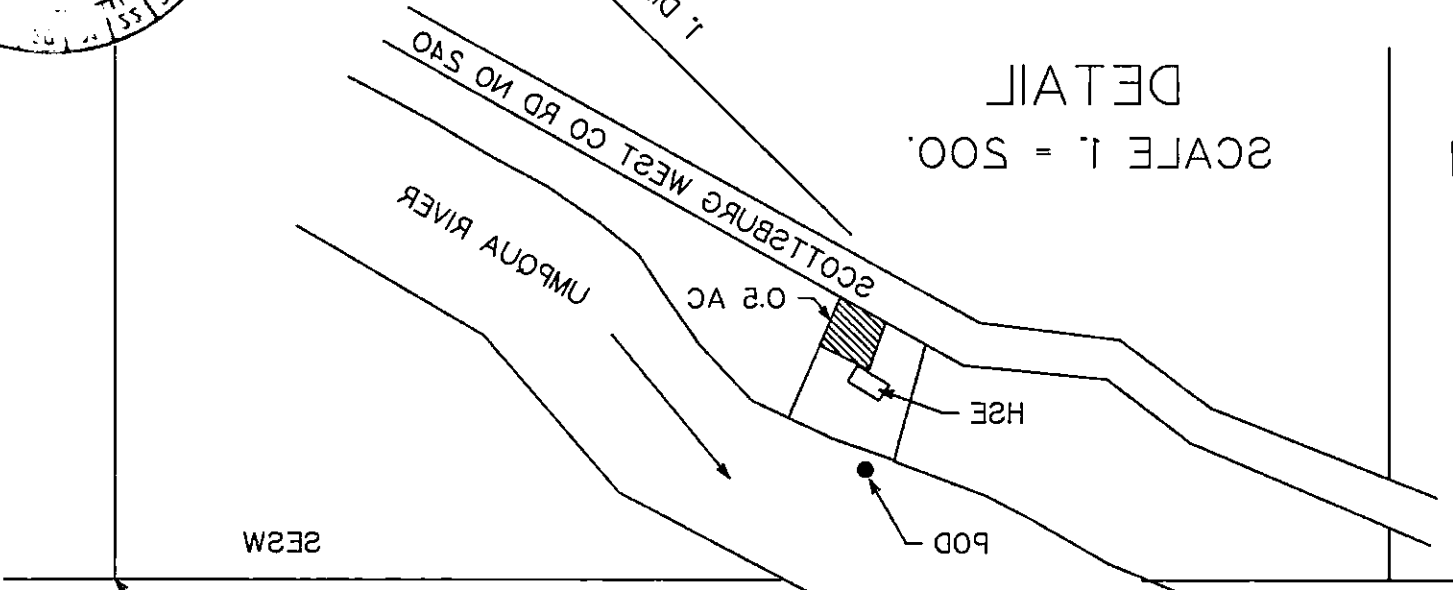 DETAIL
SCALE 1" = 200'
SCOTTSBURG WEST CO RD NO 240
UMPQUA RIVER
0.5 AC
HSE
POD
SESW